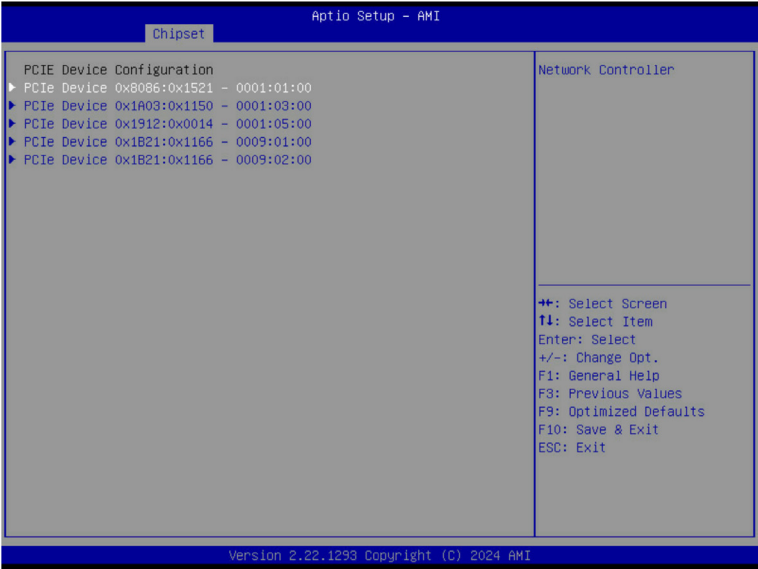 Aptio Setup – AMI
Chipset
PCIE Device Configuration
PCIe Device 0x8086:0x1521 – 0001:01:00
PCIe Device 0x1A03:0x1150 – 0001:03:00
PCIe Device 0x1912:0x0014 – 0001:05:00
PCIe Device 0x1B21:0x1166 – 0009:01:00
PCIe Device 0x1B21:0x1166 – 0009:02:00
Network Controller
→←: Select Screen
↑↓: Select Item
Enter: Select
+/-: Change Opt.
F1: General Help
F3: Previous Values
F9: Optimized Defaults
F10: Save & Exit
ESC: Exit
Version 2.22.1293 Copyright (C) 2024 AMI